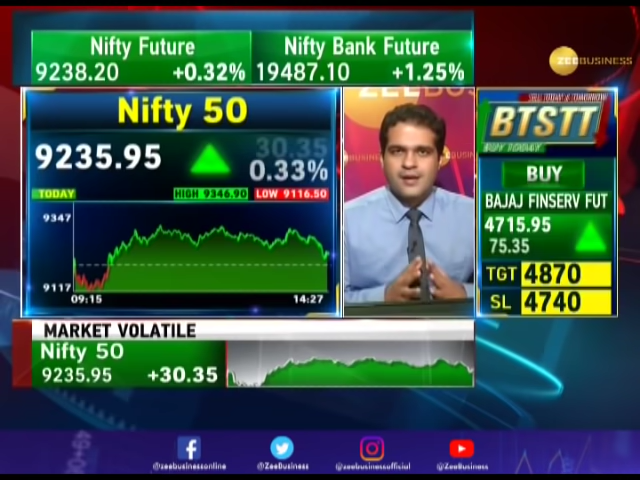 Nifty Future
9238.20 +0.32%
Nifty Bank Future
19487.10 +1.25%
ZEEBUSINESS
Nifty 50
9235.95
30.35
0.33%
TODAY
HIGH 9346.90 LOW 9116.50
9347
9117
09:15 14:27
BTSTT
BUY TODAY
BUY
BAJAJ FINSERV FUT
4715.95
75.35
TGT 4870
SL 4740
MARKET VOLATILE
Nifty 50
9235.95 +30.35
@zeebusinessonline
@ZeeBusiness
@zeebusinessofficial
@ZeeBusiness